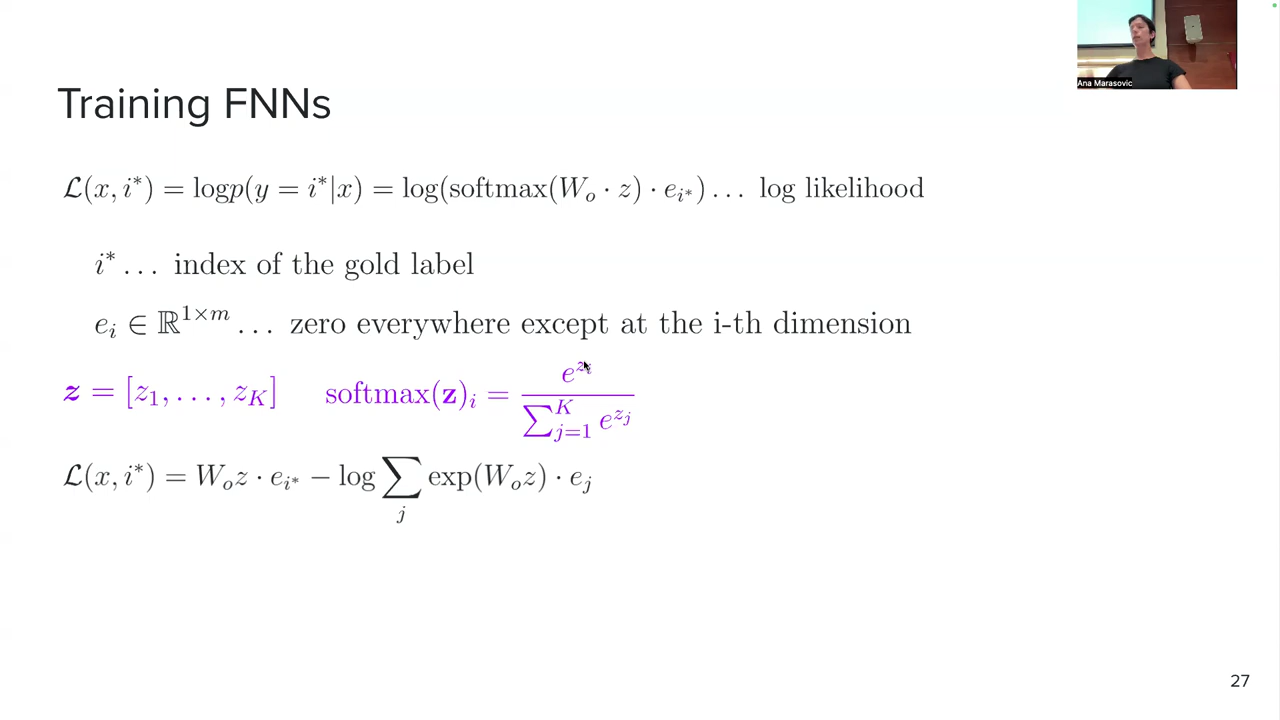 Ana Marasovic
Training FNNs
ℒ(x, i*) = logp(y = i*|x) = log(softmax(W_o · z) · e_{i*}) … log likelihood
i* … index of the gold label
e_i ∈ ℝ^{1×m} … zero everywhere except at the i-th dimension
z = [z_1, …, z_K] softmax(z)_i = e^{z_i} / ∑_{j=1}^{K} e^{z_j}
ℒ(x, i*) = W_o z · e_{i*} − log ∑_j exp(W_o z) · e_j
27